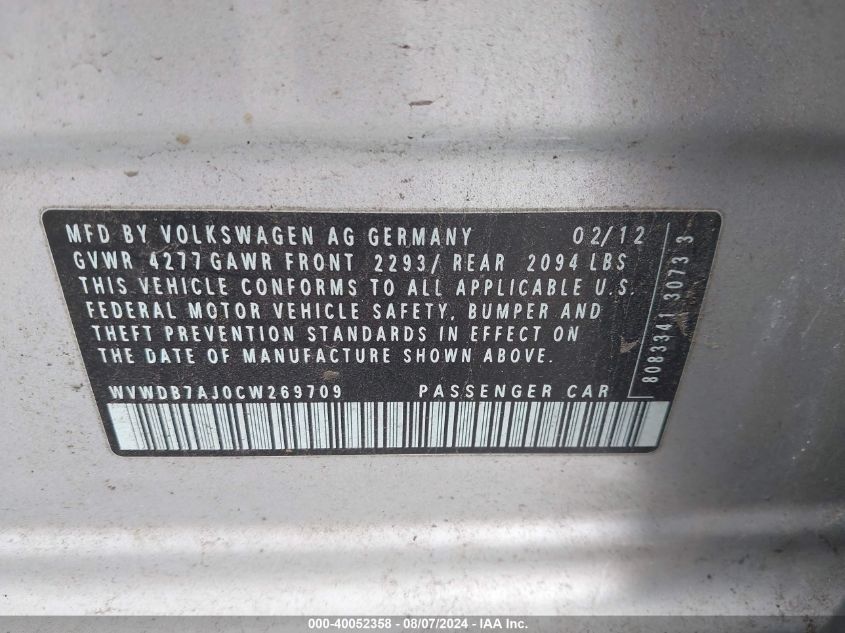 MFD BY VOLKSWAGEN AG GERMANY 02/12
GVWR 4277 GAWR FRONT 2293/ REAR 2094 LBS
THIS VEHICLE CONFORMS TO ALL APPLICABLE U.S.
FEDERAL MOTOR VEHICLE SAFETY, BUMPER AND
THEFT PREVENTION STANDARDS IN EFFECT ON
THE DATE OF MANUFACTURE SHOWN ABOVE.
WVWDB7AJ0CW269709 PASSENGER CAR
8083341 3073 3
000-40052358 - 08/07/2024 - IAA Inc.